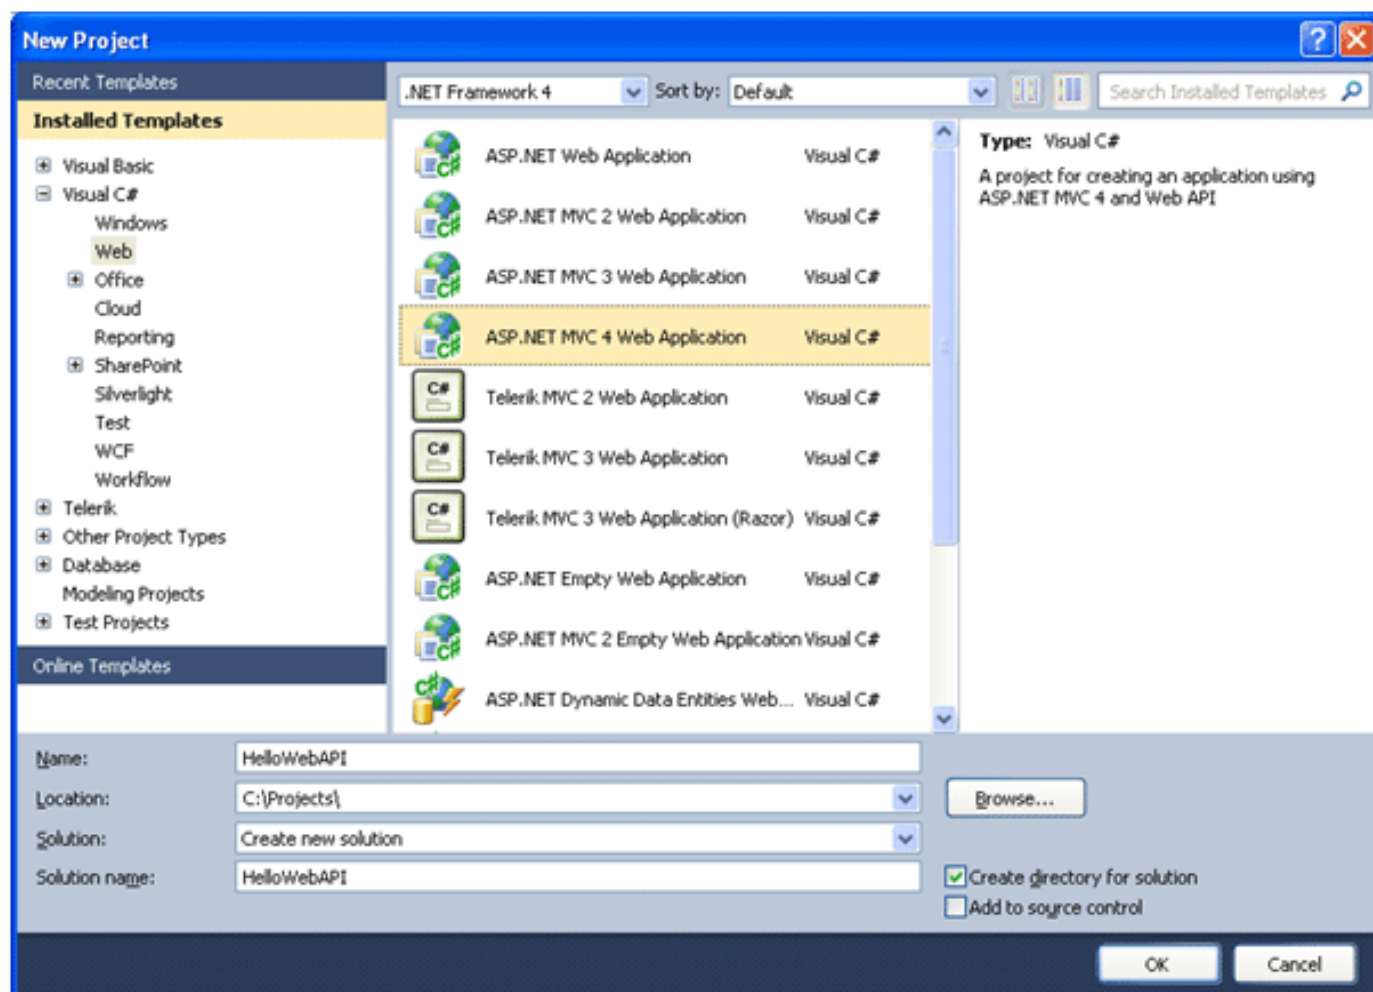 New Project
Recent Templates
Installed Templates
Visual Basic
Visual C#
Windows
Web
Office
Cloud
Reporting
SharePoint
Silverlight
Test
WCF
Workflow
Telerik
Other Project Types
Database
Modeling Projects
Test Projects
Online Templates
.NET Framework 4 Sort by: Default Search Installed Templates
ASP.NET Web Application Visual C#
ASP.NET MVC 2 Web Application Visual C#
ASP.NET MVC 3 Web Application Visual C#
ASP.NET MVC 4 Web Application Visual C#
C# Telerik MVC 2 Web Application Visual C#
C# Telerik MVC 3 Web Application Visual C#
C# Telerik MVC 3 Web Application (Razor) Visual C#
ASP.NET Empty Web Application Visual C#
ASP.NET MVC 2 Empty Web Application Visual C#
ASP.NET Dynamic Data Entities Web... Visual C#
Type: Visual C#
A project for creating an application using
ASP.NET MVC 4 and Web API
Name: HelloWebAPI
Location: C:\Projects\ Browse...
Solution: Create new solution
Solution name: HelloWebAPI
Create directory for solution
Add to source control
OK Cancel